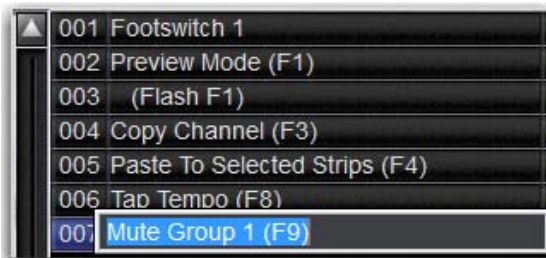 001 Footswitch 1
002 Preview Mode (F1)
003 (Flash F1)
004 Copy Channel (F3)
005 Paste To Selected Strips (F4)
006 Tap Tempo (F8)
007 Mute Group 1 (F9)